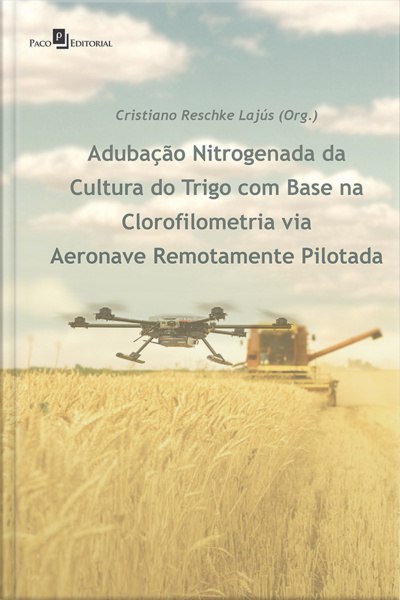 PACO EDITORIAL
Cristiano Reschke Lajús (Org.)
Adubação Nitrogenada da
Cultura do Trigo com Base na
Clorofilometria via
Aeronave Remotamente Pilotada